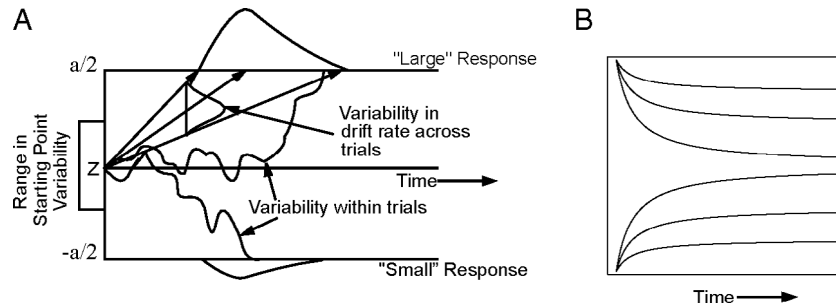 A
B
a/2
"Large" Response
Variability in
drift rate across
trials
Range in
Starting Point
Variability
z
Time
Variability within trials
-a/2
"Small" Response
Time